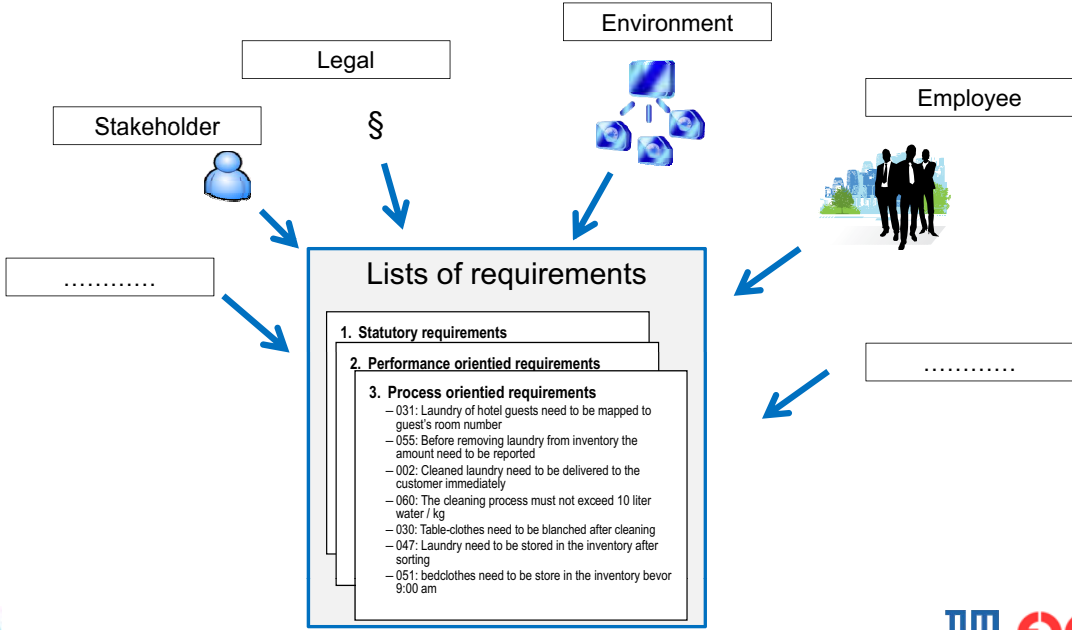 Environment
Legal
Employee
Stakeholder
§
…………
Lists of requirements
1. Statutory requirements
2. Performance orientied requirements
…………
3. Process orientied requirements
– 031: Laundry of hotel guests need to be mapped to
guest's room number
– 055: Before removing laundry from inventory the
amount need to be reported
– 002: Cleaned laundry need to be delivered to the
customer immediately
– 060: The cleaning process must not exceed 10 liter
water / kg
– 030: Table-clothes need to be blanched after cleaning
– 047: Laundry need to be stored in the inventory after
sorting
– 051: bedclothes need to be store in the inventory bevor
9:00 am